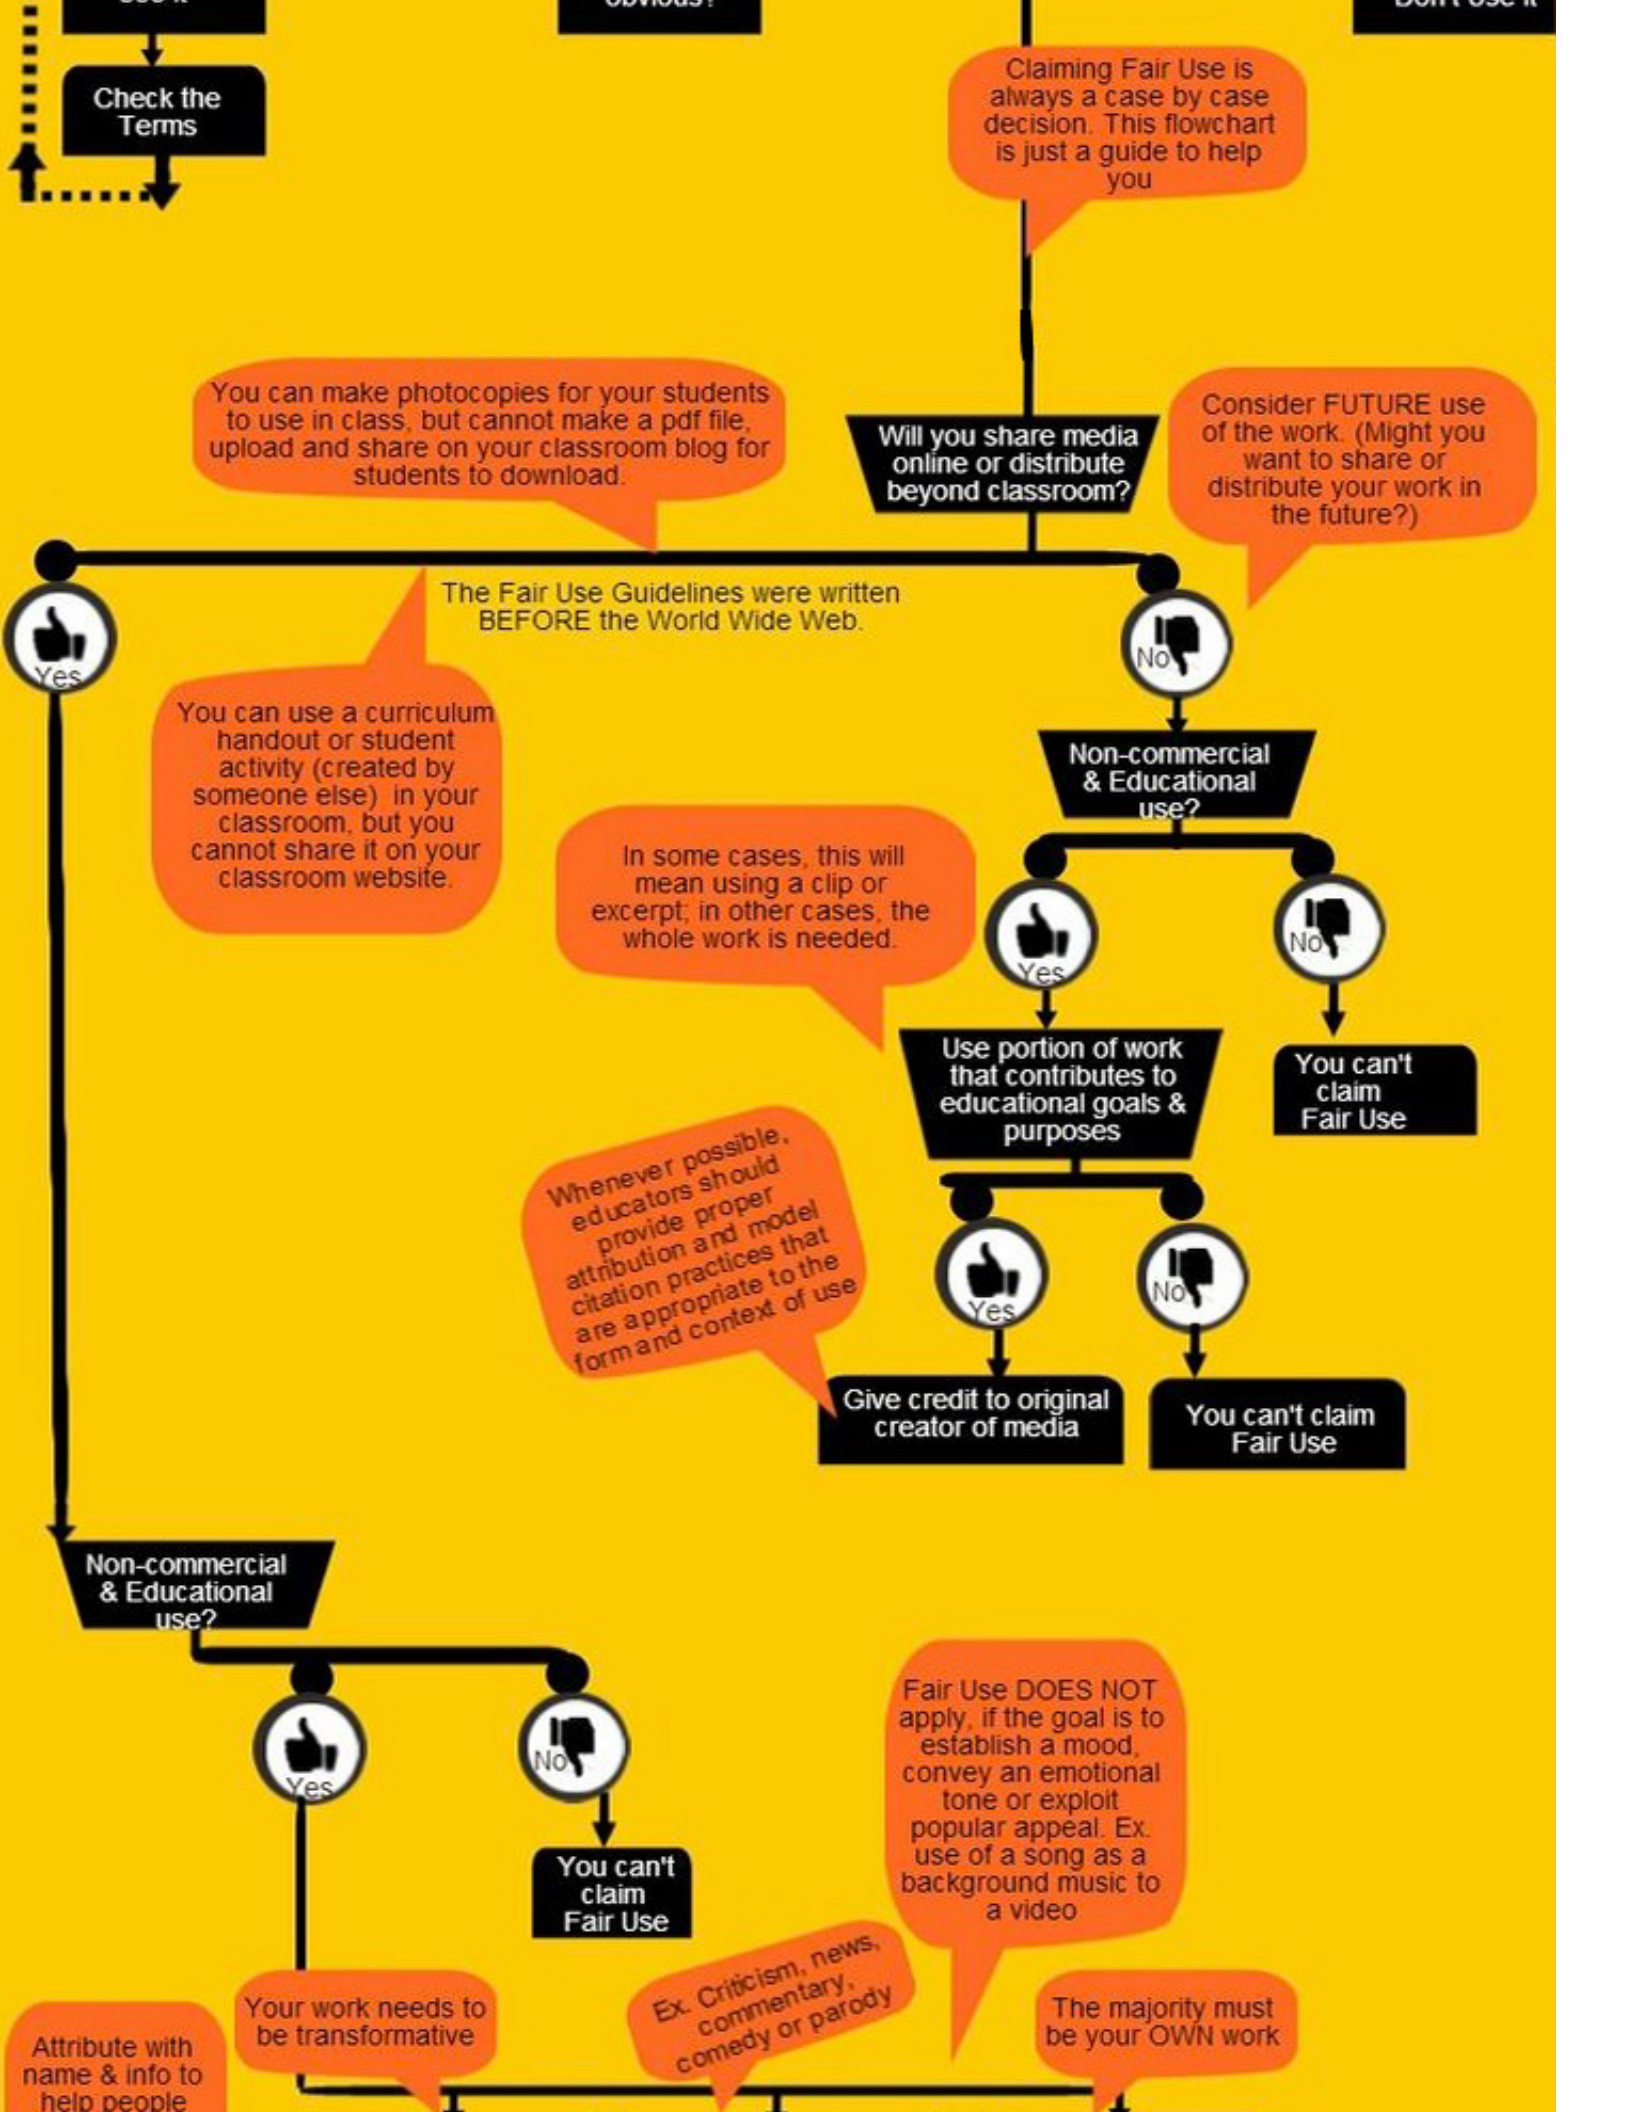 Use it
obvious?
Don't Use it
Check the
Terms
Claiming Fair Use is
always a case by case
decision. This flowchart
is just a guide to help
you
You can make photocopies for your students
to use in class, but cannot make a pdf file,
upload and share on your classroom blog for
students to download.
Will you share media
online or distribute
beyond classroom?
Consider FUTURE use
of the work. (Might you
want to share or
distribute your work in
the future?)
The Fair Use Guidelines were written
BEFORE the World Wide Web.
Yes
No
You can use a curriculum
handout or student
activity (created by
someone else) in your
classroom, but you
cannot share it on your
classroom website.
Non-commercial
& Educational
use?
In some cases, this will
mean using a clip or
excerpt; in other cases, the
whole work is needed.
Yes
No
Use portion of work
that contributes to
educational goals &
purposes
You can't
claim
Fair Use
Whenever possible,
educators should
provide proper
attribution and model
citation practices that
are appropriate to the
form and context of use
Yes
No
Give credit to original
creator of media
You can't claim
Fair Use
Non-commercial
& Educational
use?
Yes
No
You can't
claim
Fair Use
Fair Use DOES NOT
apply, if the goal is to
establish a mood,
convey an emotional
tone or exploit
popular appeal. Ex.
use of a song as a
background music to
a video
Attribute with
name & info to
help people
Your work needs to
be transformative
Ex. Criticism, news,
commentary,
comedy or parody
The majority must
be your OWN work